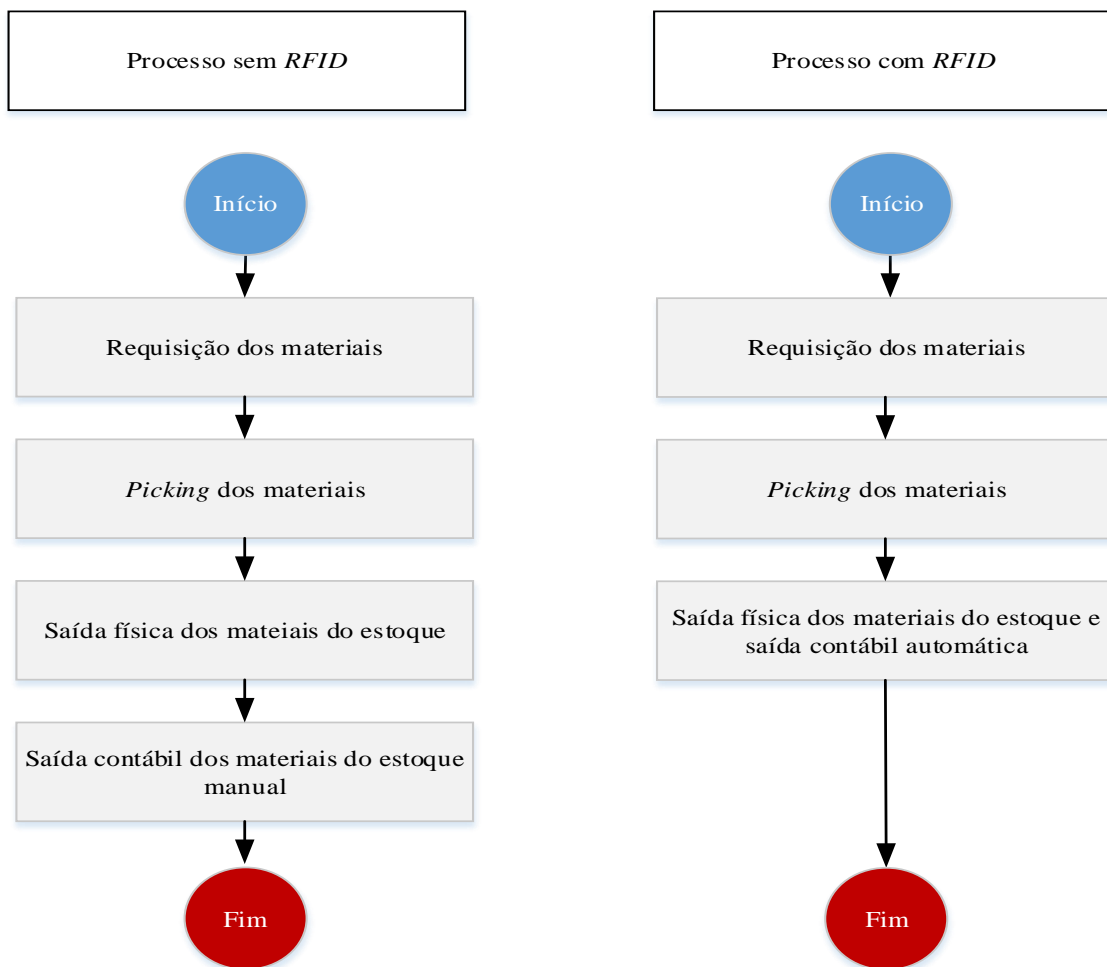 Processo sem RFID
Início
Requisição dos materiais
Picking dos materiais
Saída física dos mateiais do estoque
Saída contábil dos materiais do estoque
manual
Fim
Processo com RFID
Início
Requisição dos materiais
Picking dos materiais
Saída física dos materiais do estoque e
saída contábil automática
Fim